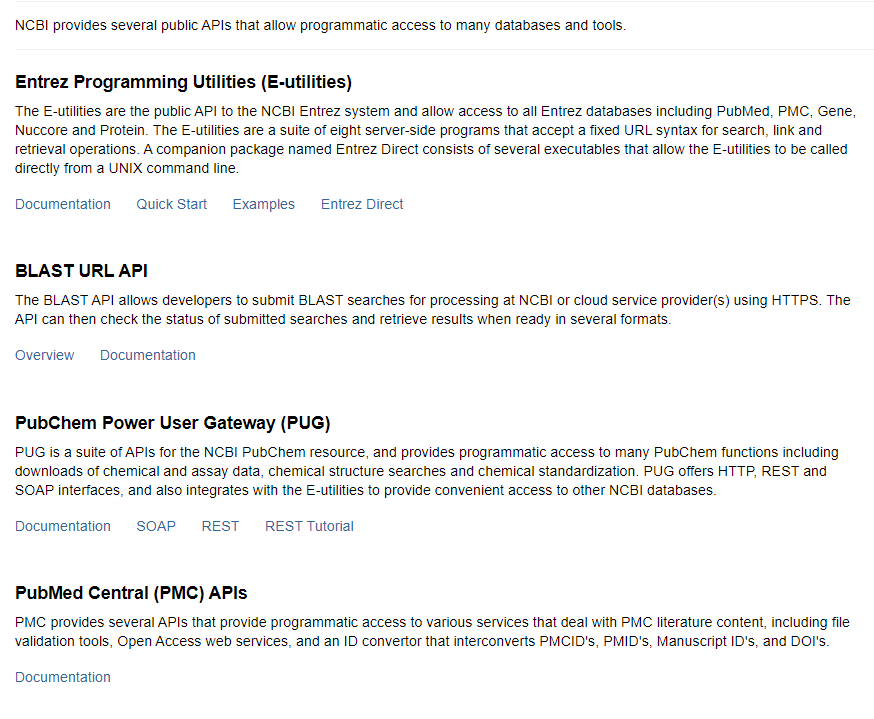 NCBI provides several public APIs that allow programmatic access to many databases and tools.
Entrez Programming Utilities (E-utilities)
The E-utilities are the public API to the NCBI Entrez system and allow access to all Entrez databases including PubMed, PMC, Gene,
Nuccore and Protein. The E-utilities are a suite of eight server-side programs that accept a fixed URL syntax for search, link and
retrieval operations. A companion package named Entrez Direct consists of several executables that allow the E-utilities to be called
directly from a UNIX command line.
Documentation Quick Start Examples Entrez Direct
BLAST URL API
The BLAST API allows developers to submit BLAST searches for processing at NCBI or cloud service provider(s) using HTTPS. The
API can then check the status of submitted searches and retrieve results when ready in several formats.
Overview Documentation
PubChem Power User Gateway (PUG)
PUG is a suite of APIs for the NCBI PubChem resource, and provides programmatic access to many PubChem functions including
downloads of chemical and assay data, chemical structure searches and chemical standardization. PUG offers HTTP, REST and
SOAP interfaces, and also integrates with the E-utilities to provide convenient access to other NCBI databases.
Documentation SOAP REST REST Tutorial
PubMed Central (PMC) APIs
PMC provides several APIs that provide programmatic access to various services that deal with PMC literature content, including file
validation tools, Open Access web services, and an ID convertor that interconverts PMCID's, PMID's, Manuscript ID's, and DOI's.
Documentation